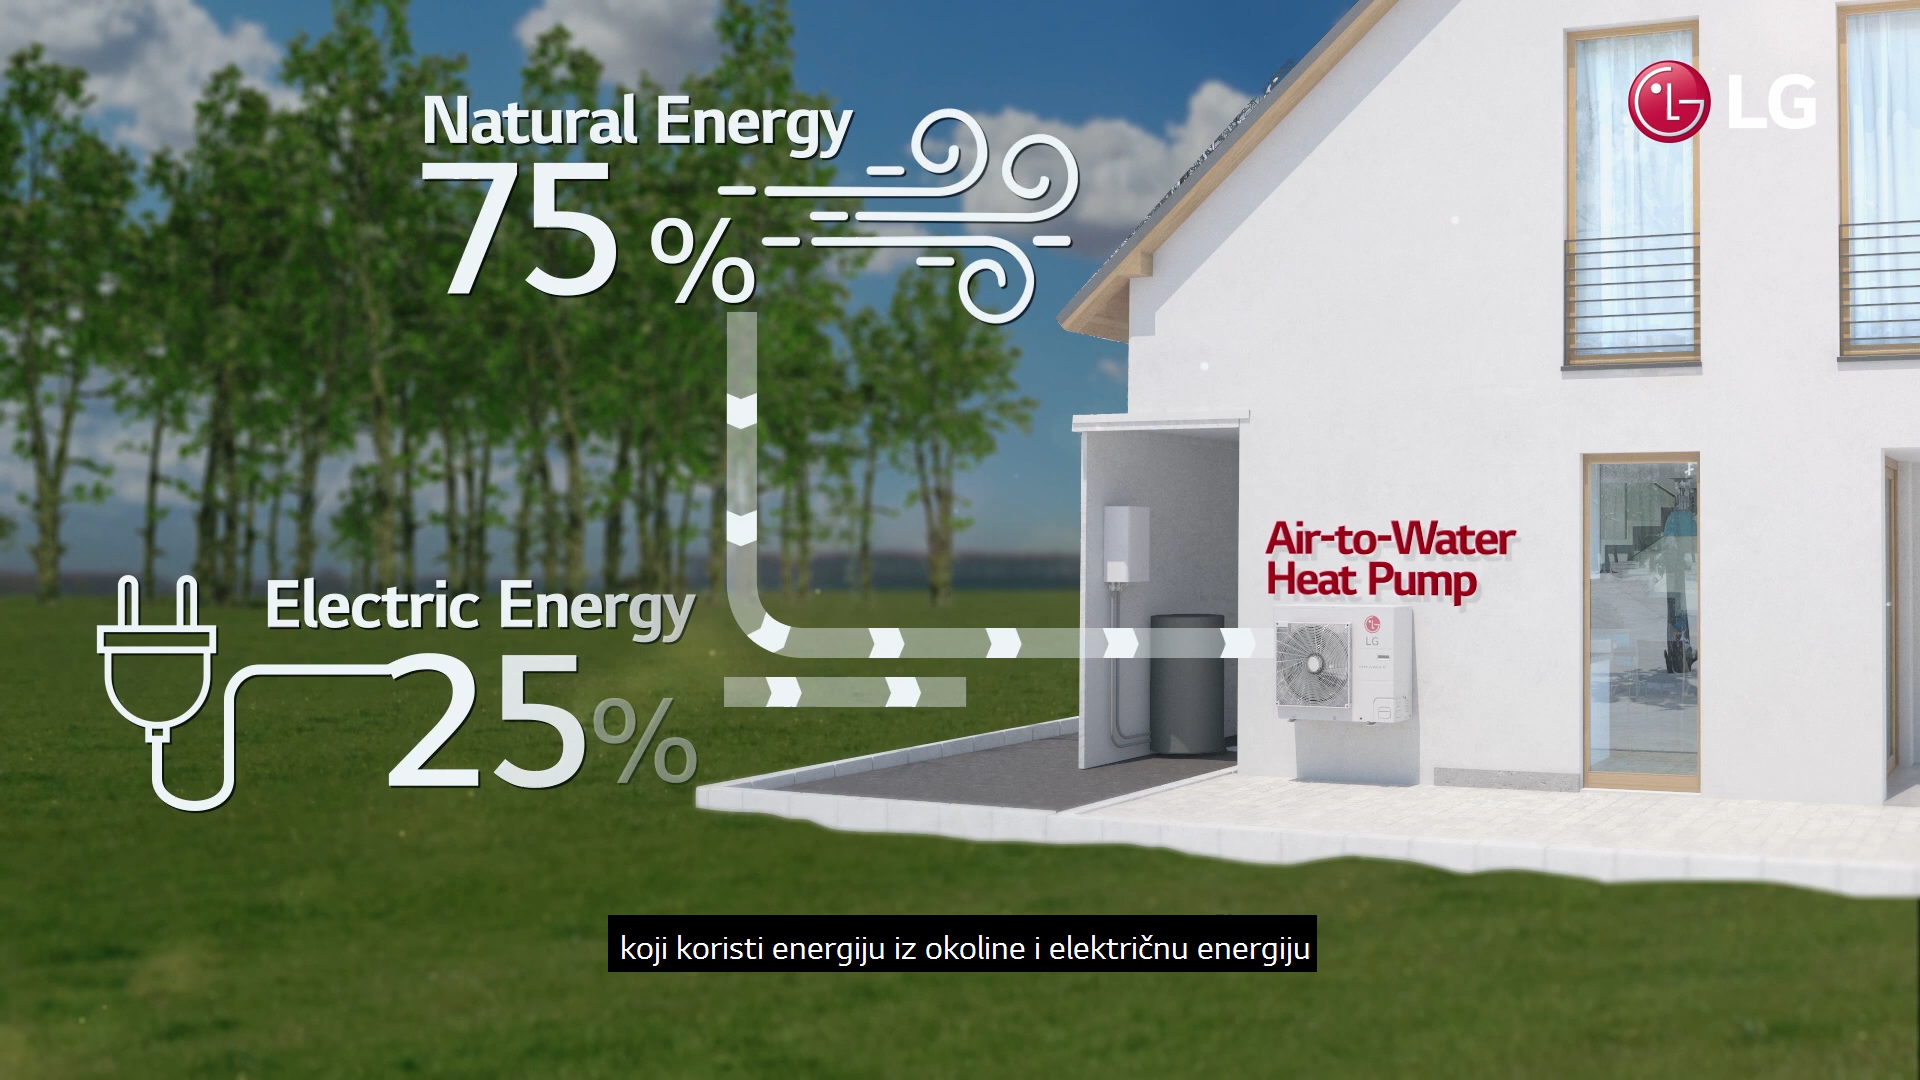 LG
Natural Energy
75 %
Air-to-Water
Heat Pump
LG
Electric Energy
25%
koji koristi energiju iz okoline i električnu energiju